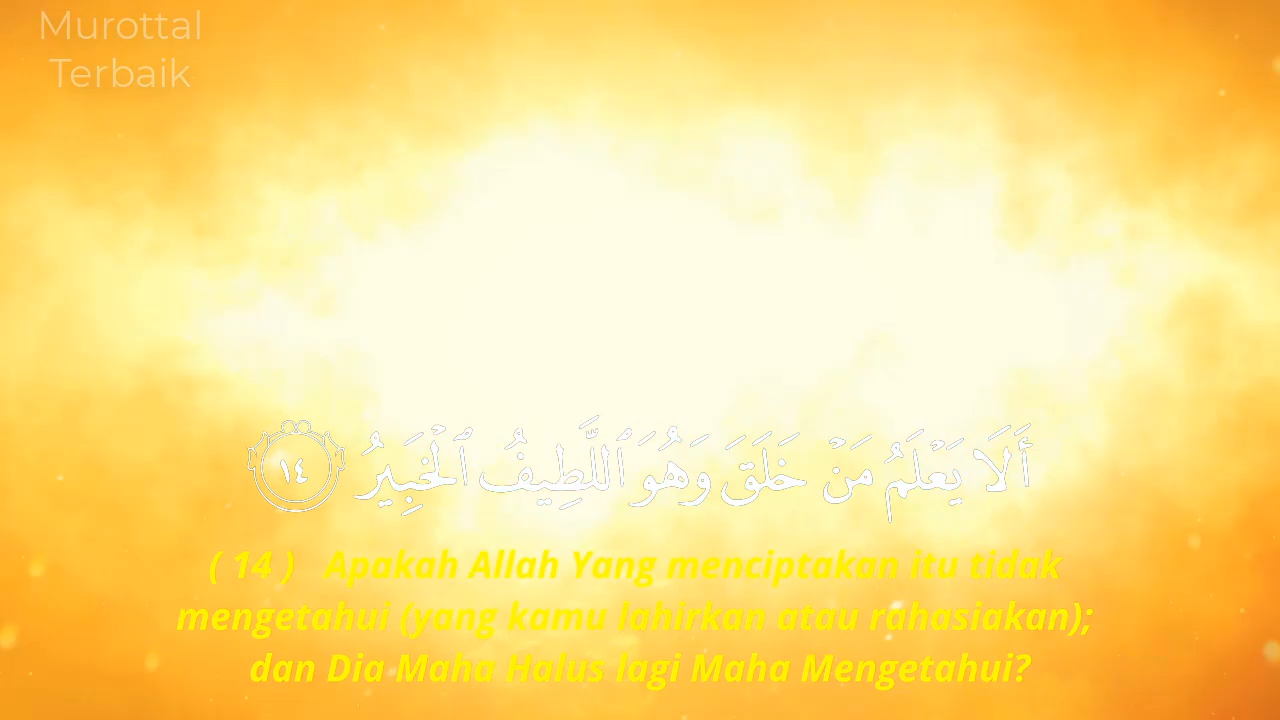 Murottal
Terbaik
أَلَا يَعْلَمُ مَنْ خَلَقَ وَهُوَ ٱللَّطِيفُ ٱلْخَبِيرُ ١٤
( 14 ) Apakah Allah Yang menciptakan itu tidak
mengetahui (yang kamu lahirkan atau rahasiakan);
dan Dia Maha Halus lagi Maha Mengetahui?